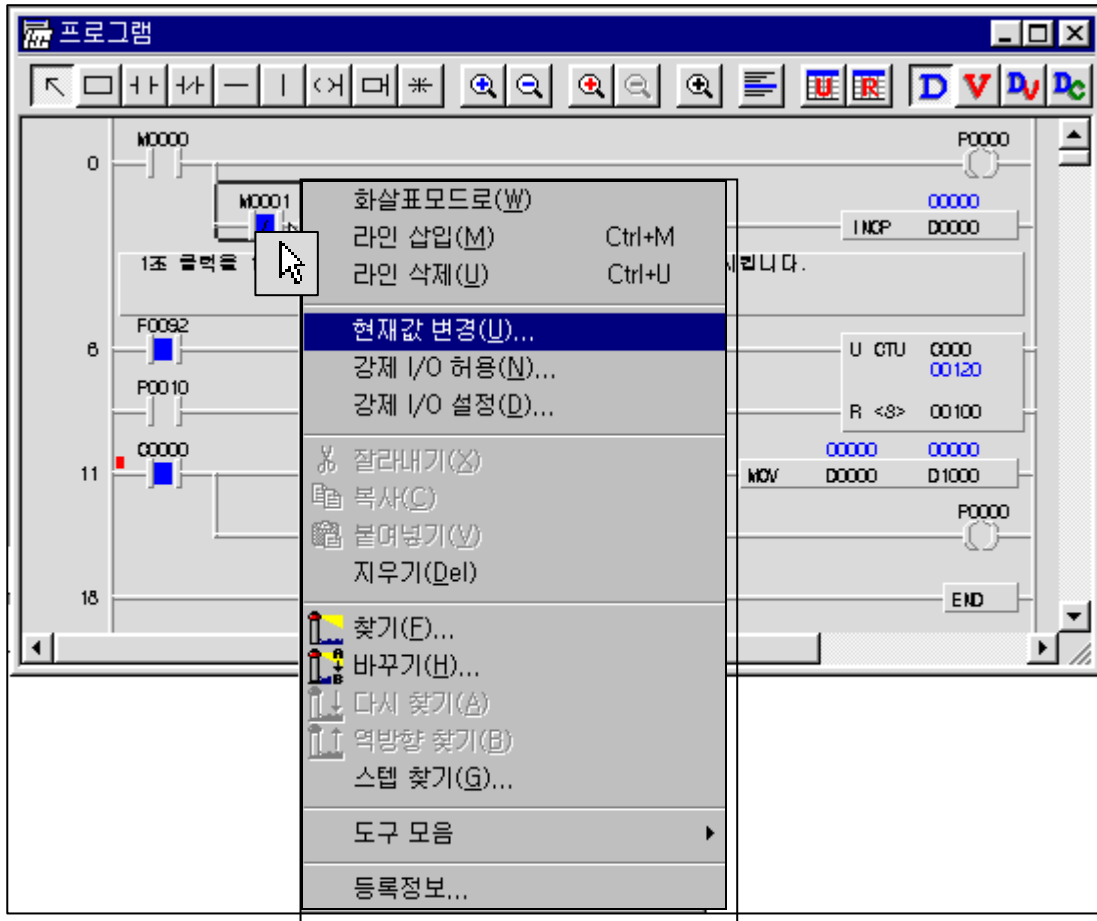 프로그램
U R D V DV DC
M0000 P0000
0
M0001 00000
INCP D0000
1조 클럭을 시킵니다.
F0092
6 U CTU C000
00120
P0010
R <S> 00100
C0000 00000 00000
11 MOV D0000 D1000
P0000
18 END
화살표모드로(W)
라인 삽입(M) Ctrl+M
라인 삭제(U) Ctrl+U
현재값 변경(U)...
강제 I/O 허용(N)...
강제 I/O 설정(D)...
잘라내기(X)
복사(C)
붙여넣기(V)
지우기(Del)
찾기(F)...
바꾸기(H)...
다시 찾기(A)
역방향 찾기(B)
스텝 찾기(G)...
도구 모음
등록정보...